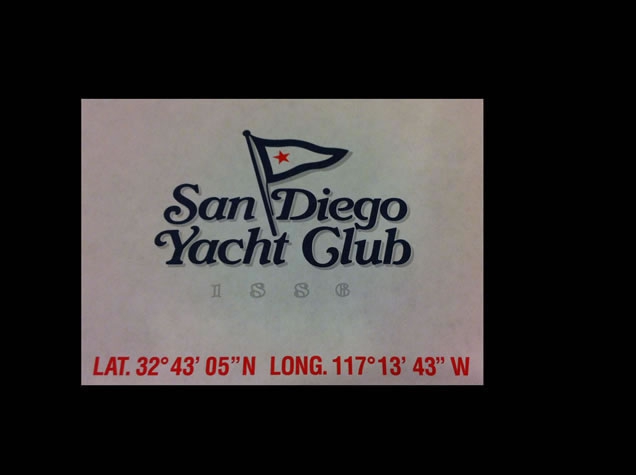 San Diego
Yacht Club
1886
LAT. 32°43' 05"N LONG. 117°13' 43" W